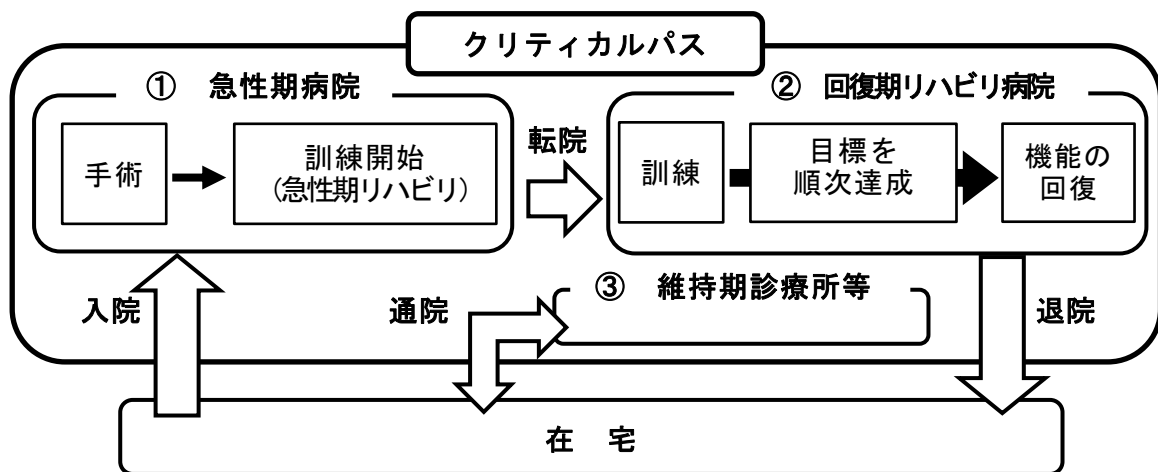 クリティカルパス
① 急性期病院
手術
訓練開始
(急性期リハビリ)
転院
② 回復期リハビリ病院
訓練
目標を
順次達成
機能の
回復
入院
通院
③ 維持期診療所等
退院
在 宅